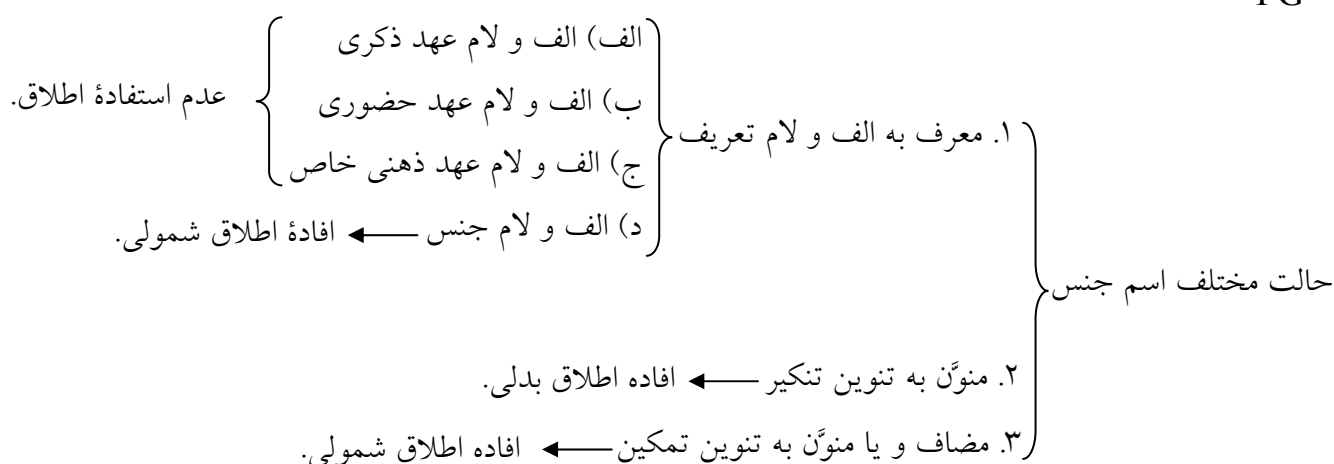 حالت مختلف اسم جنس
۱. معرف به الف و لام تعریف
الف) الف و لام عهد ذکری
ب) الف و لام عهد حضوری
ج) الف و لام عهد ذهنی خاص
عدم استفادهٔ اطلاق.
د) الف و لام جنس ← افادهٔ اطلاق شمولی.
۲. منوَّن به تنوین تنکیر ← افاده اطلاق بدلی.
۳. مضاف و یا منوَّن به تنوین تمکین ← افاده اطلاق شمولی.